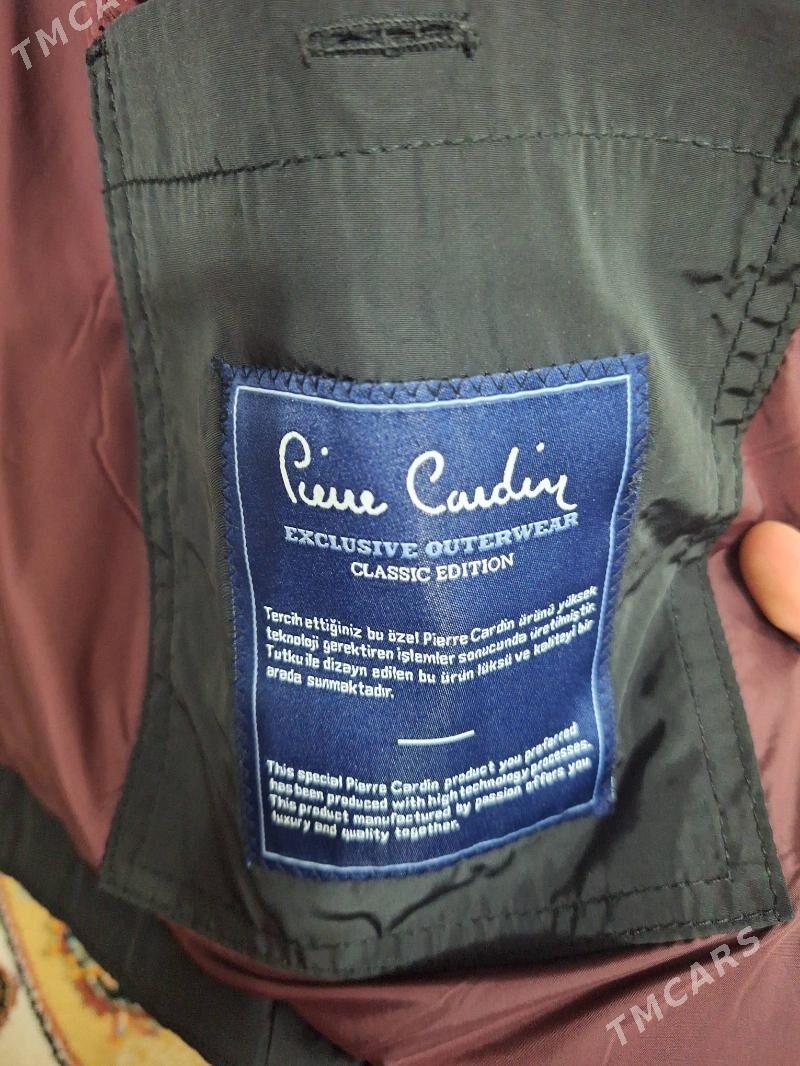 TMCARS
Pierre Cardin
EXCLUSIVE OUTERWEAR
CLASSIC EDITION
Tercih ettiğiniz bu özel Pierre Cardin ürünü yüksek
teknoloji gerektiren işlemler sonucunda üretilmiştir.
Tutku ile dizayn edilen bu ürün lüksü ve kaliteyi bir
arada sunmaktadır.
This special Pierre Cardin product you preferred
has been produced with high technology processes.
This product manufactured by passion offers you
luxury and quality together.
TMCARS